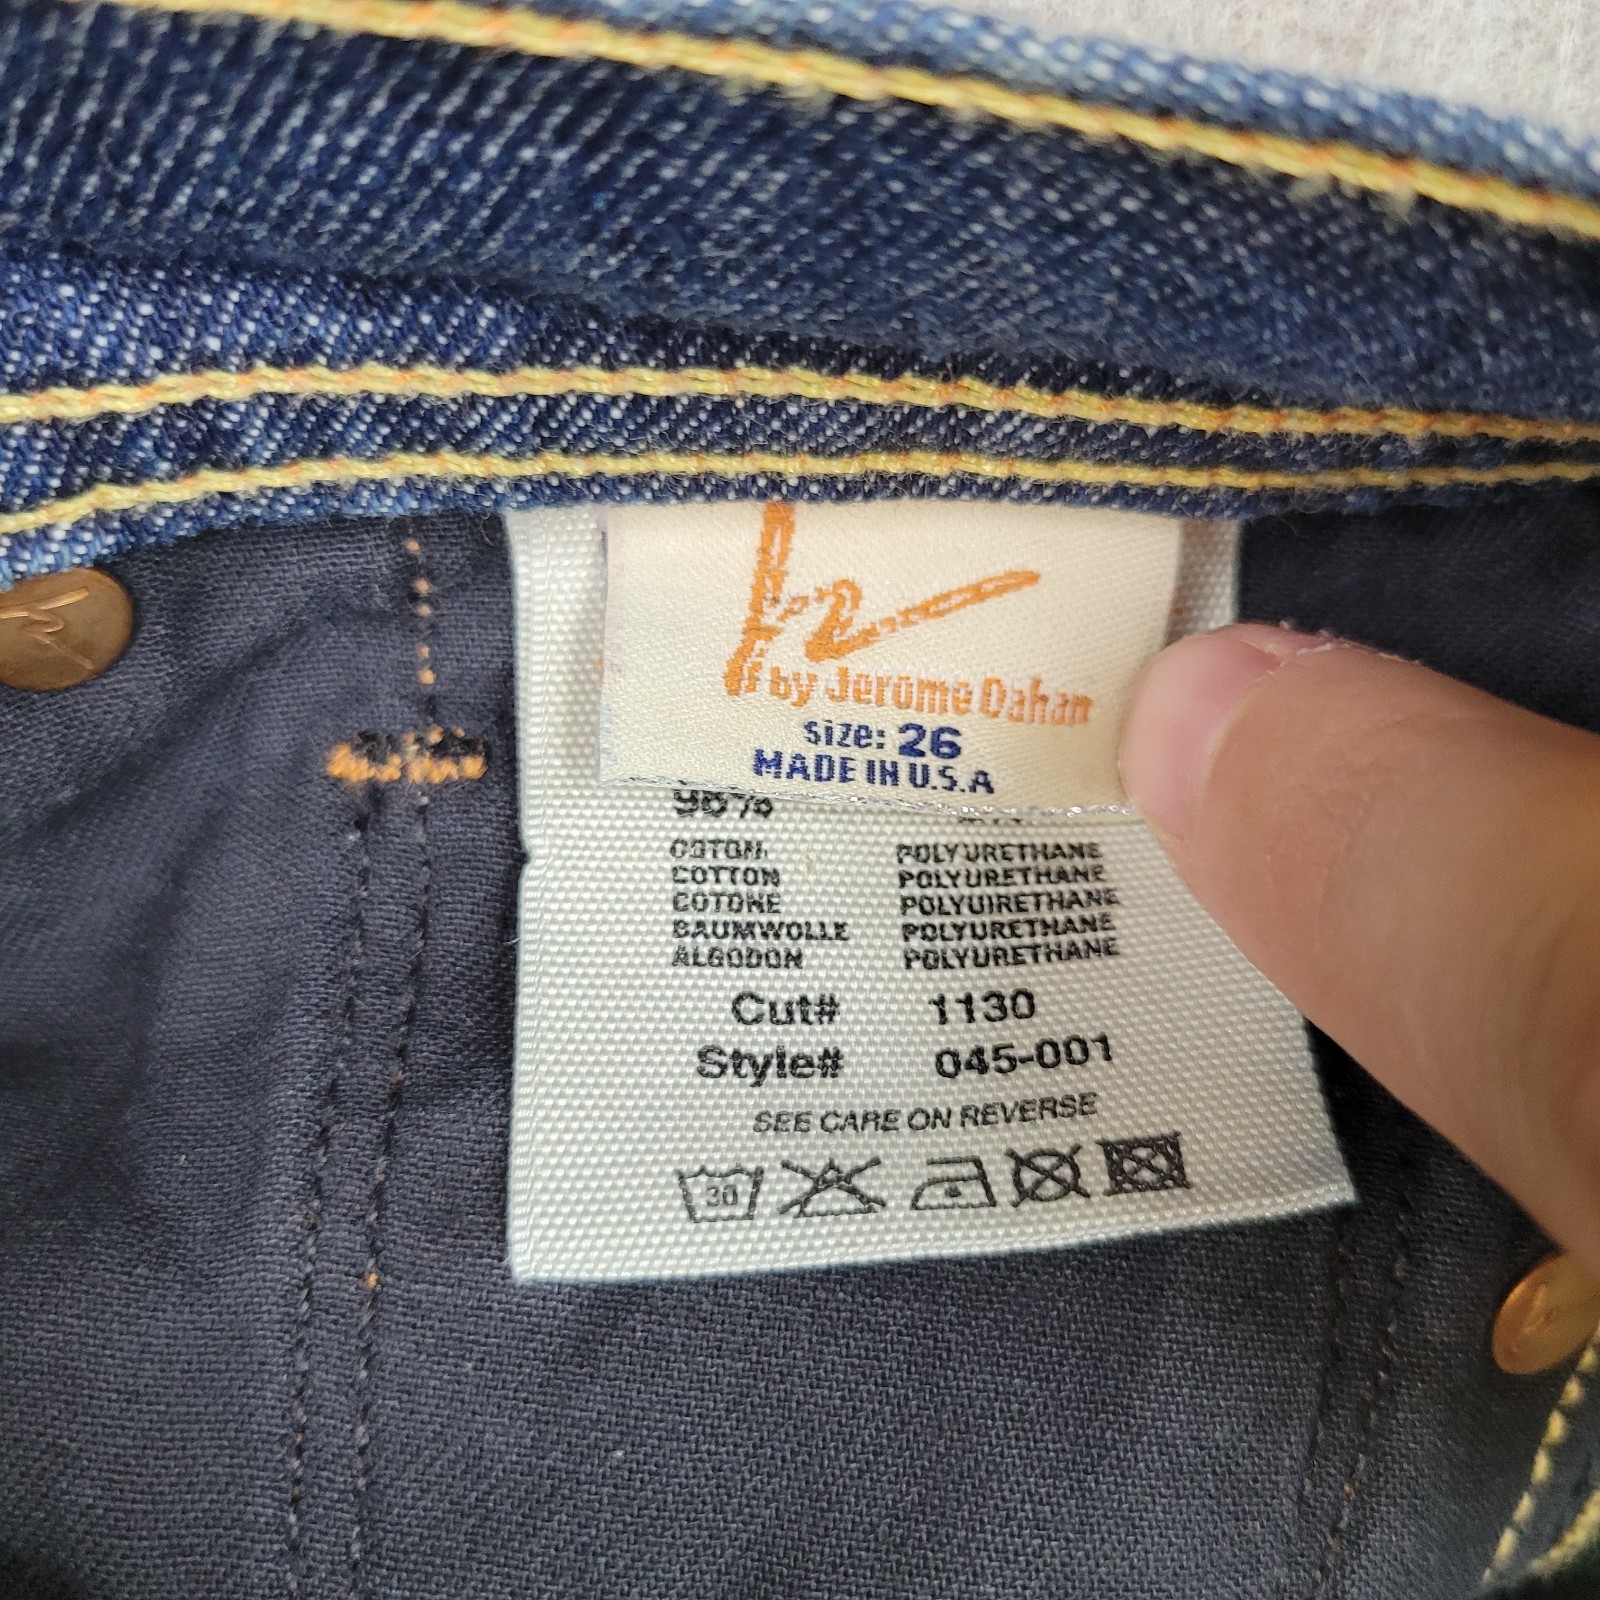 by Jerome Dahan
Size: 26
MADE IN U.S.A
98%
COTON POLYURETHANE
COTTON POLYURETHANE
COTONE POLYUIRETHANE
BAUMWOLLE POLYURETHANE
ALGODON POLYURETHANE
Cut# 1130
Style# 045-001
SEE CARE ON REVERSE
30